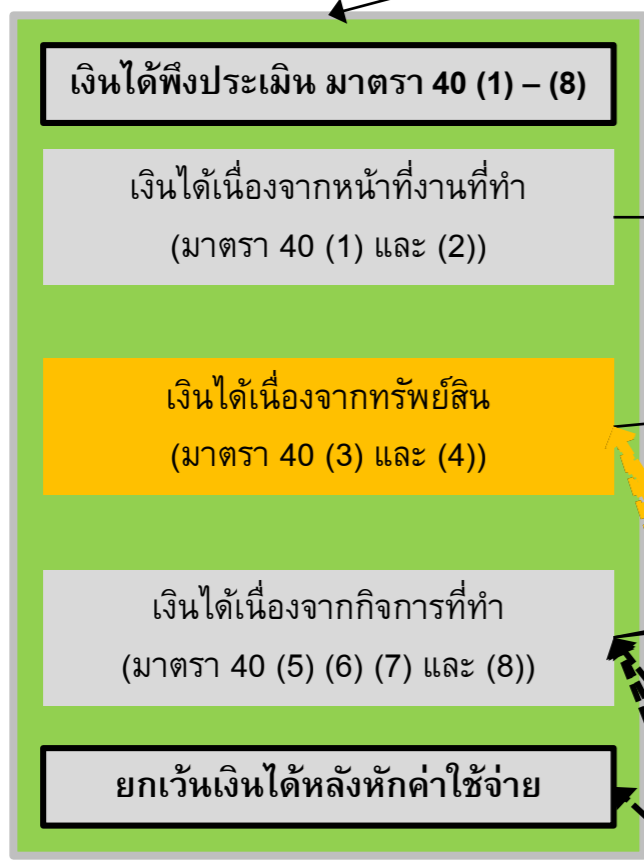 เงินได้พึงประเมิน มาตรา 40 (1) – (8)
เงินได้เนื่องจากหน้าที่งานที่ทำ
(มาตรา 40 (1) และ (2))
เงินได้เนื่องจากทรัพย์สิน
(มาตรา 40 (3) และ (4))
เงินได้เนื่องจากกิจการที่ทำ
(มาตรา 40 (5) (6) (7) และ (8))
ยกเว้นเงินได้หลังหักค่าใช้จ่าย